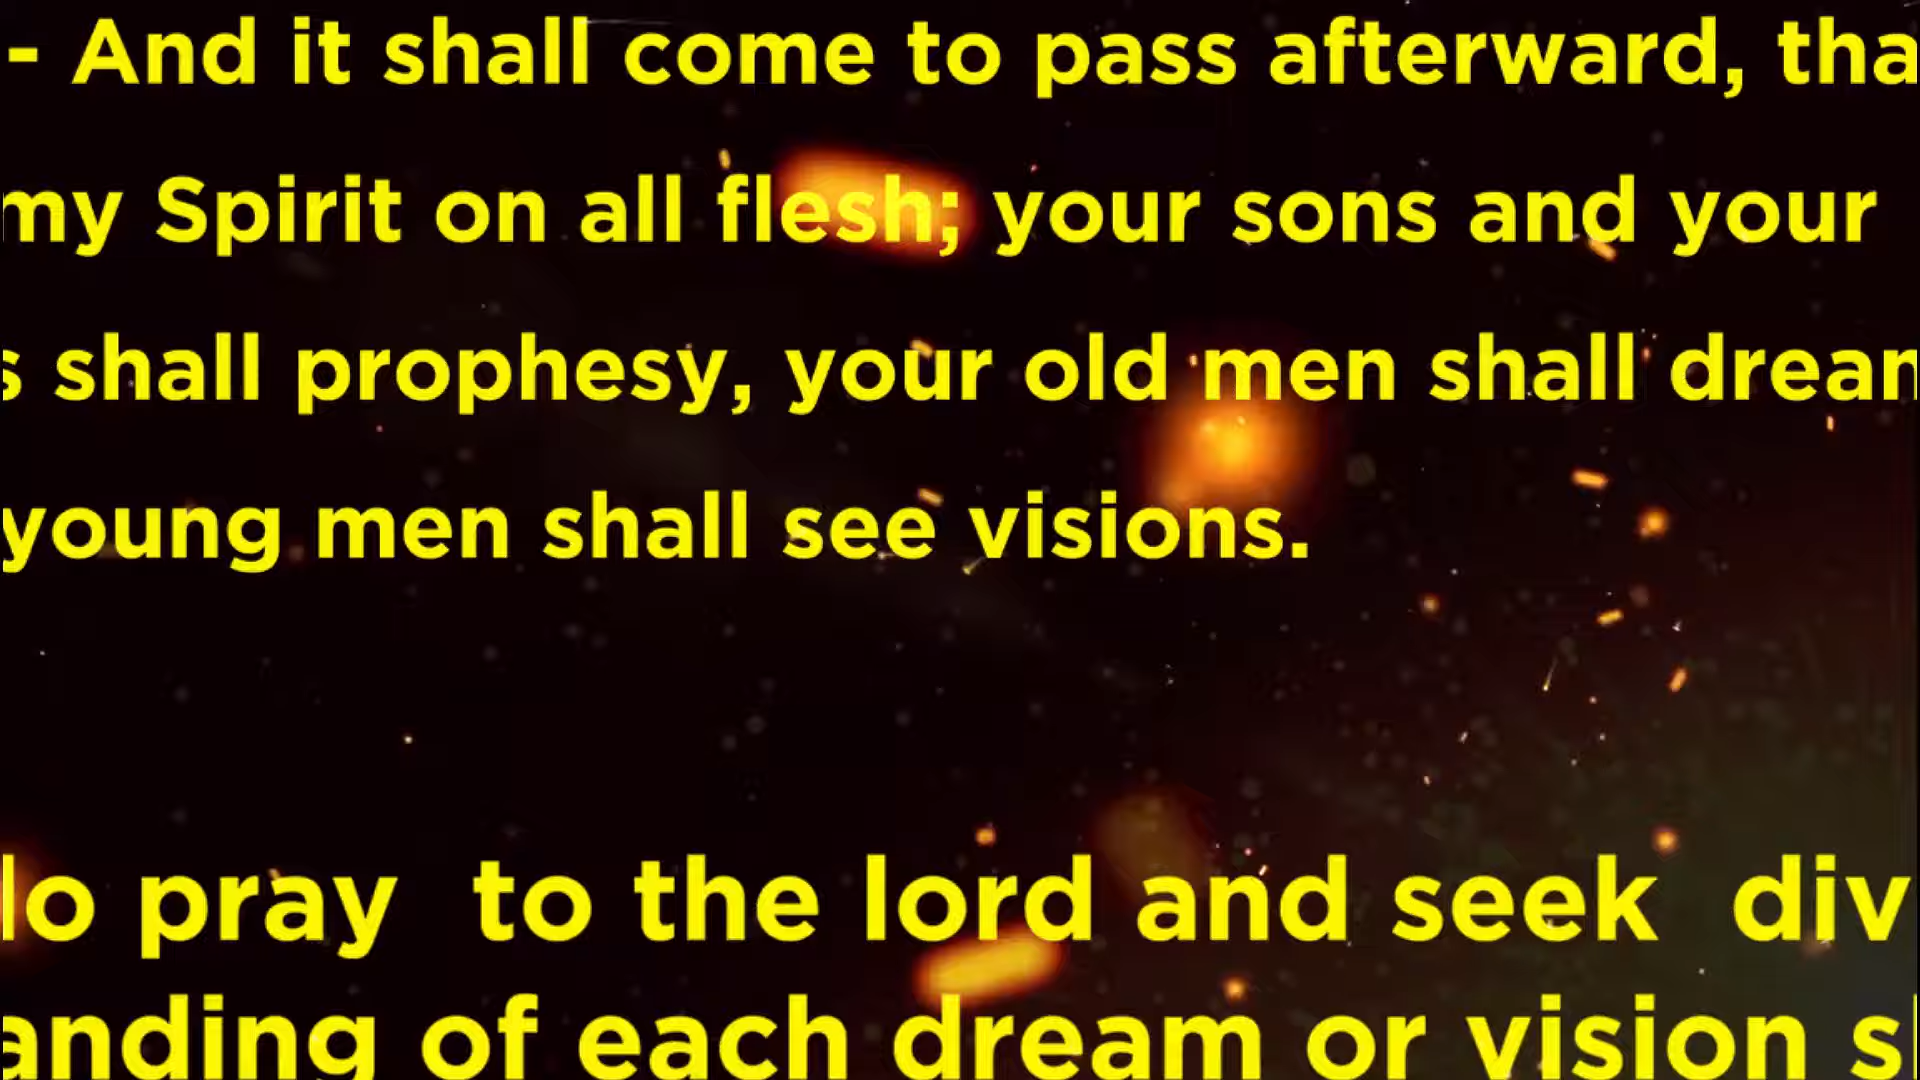 - And it shall come to pass afterward, tha
my Spirit on all flesh; your sons and your
s shall prophesy, your old men shall dream
young men shall see visions.
lo pray to the lord and seek div
anding of each dream or vision s